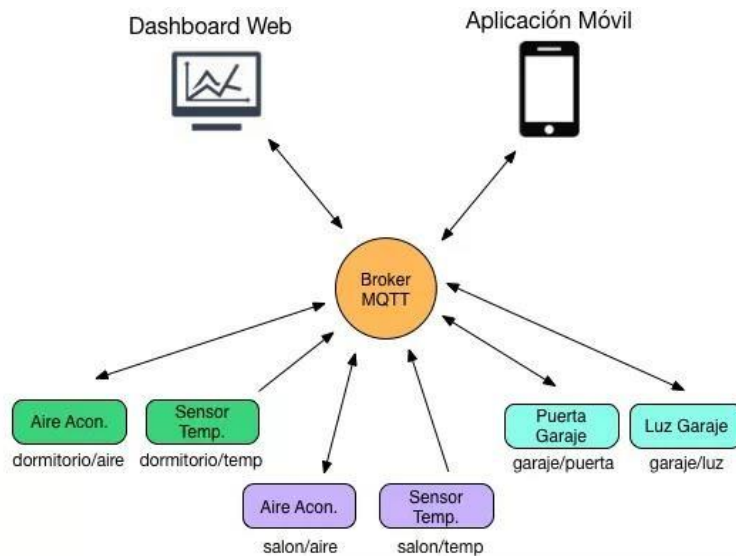 Dashboard Web
Aplicación Móvil
Broker
MQTT
Aire Acon.
Sensor
Temp.
Puerta
Garaje
Luz Garaje
dormitorio/aire
dormitorio/temp
garaje/puerta
garaje/luz
Aire Acon.
Sensor
Temp.
salon/aire
salon/temp